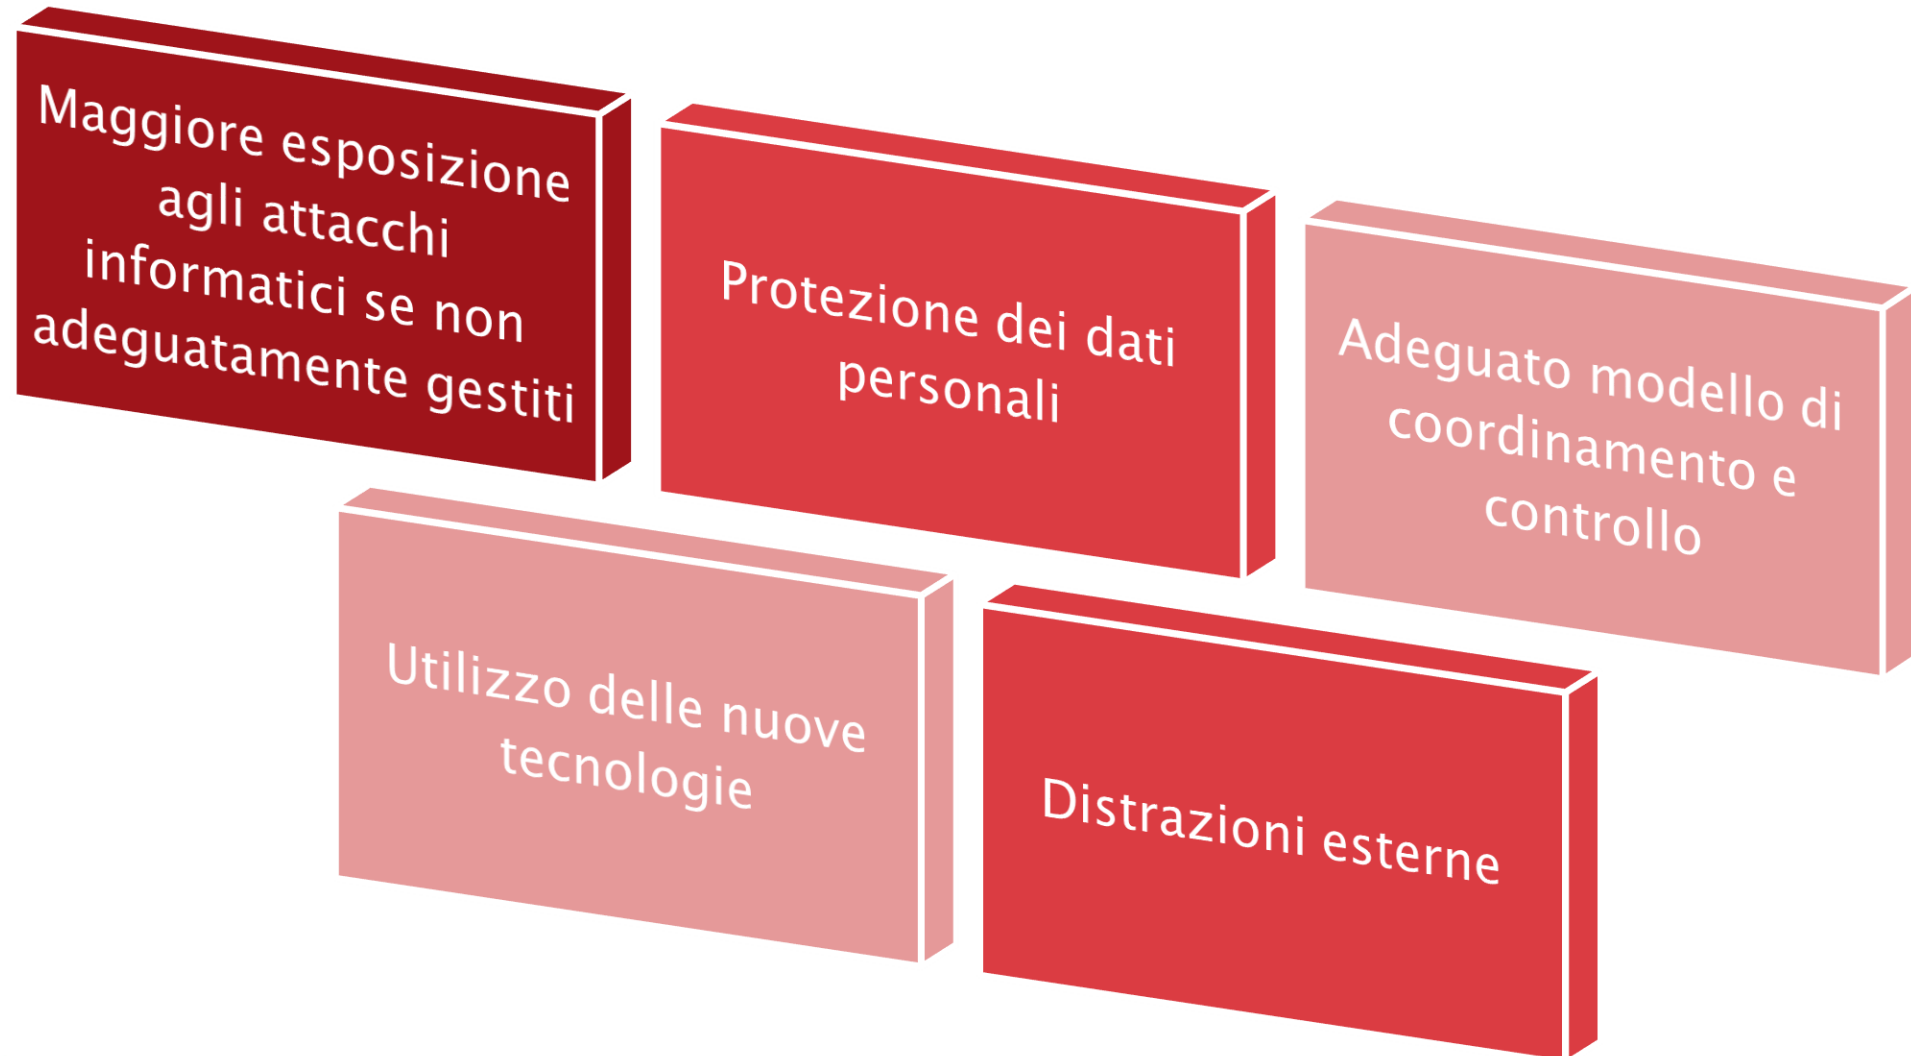 Maggiore esposizione
agli attacchi
informatici se non
adeguatamente gestiti
Protezione dei dati
personali
Adeguato modello di
coordinamento e
controllo
Utilizzo delle nuove
tecnologie
Distrazioni esterne